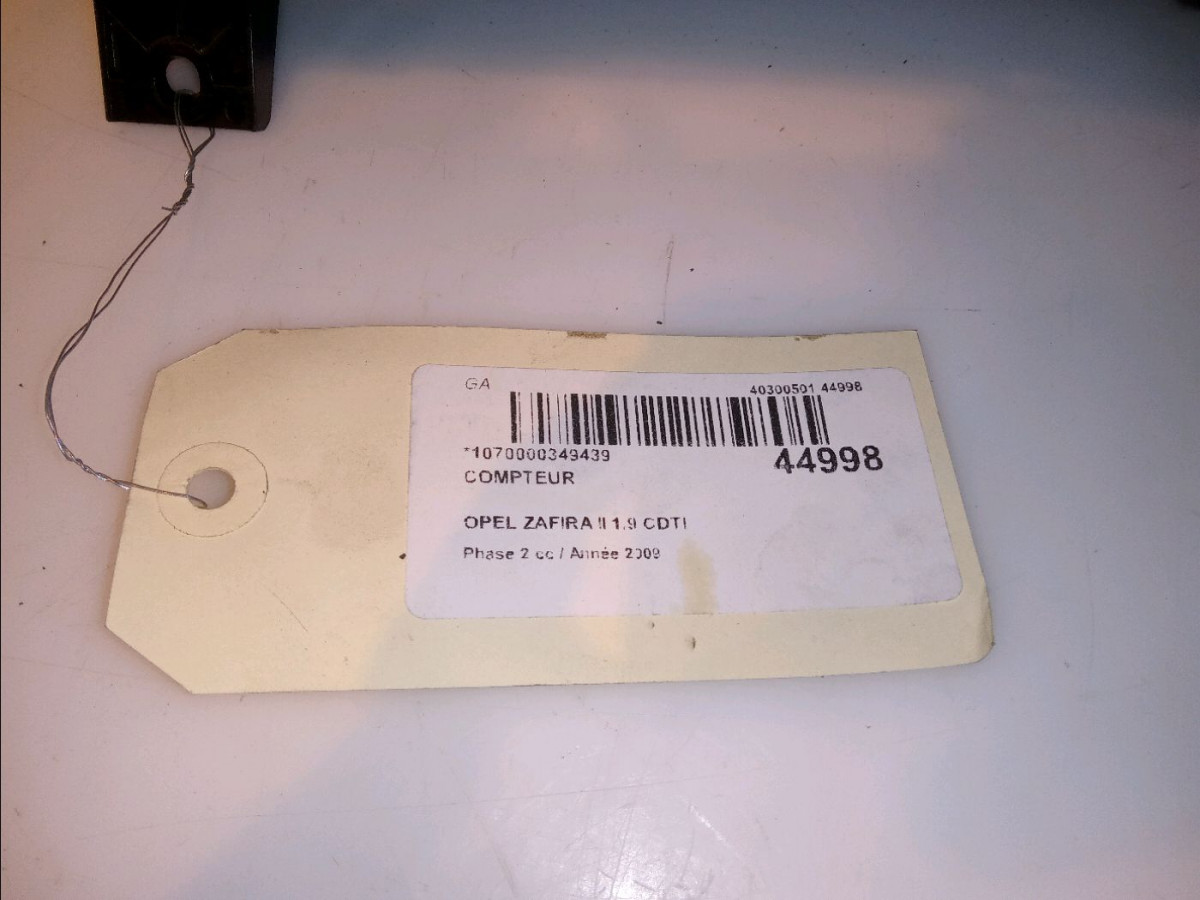 GA 40300501 44998
*1070000349439 44998
COMPTEUR
OPEL ZAFIRA II 1.9 CDTI
Phase 2 cc / Année 2009